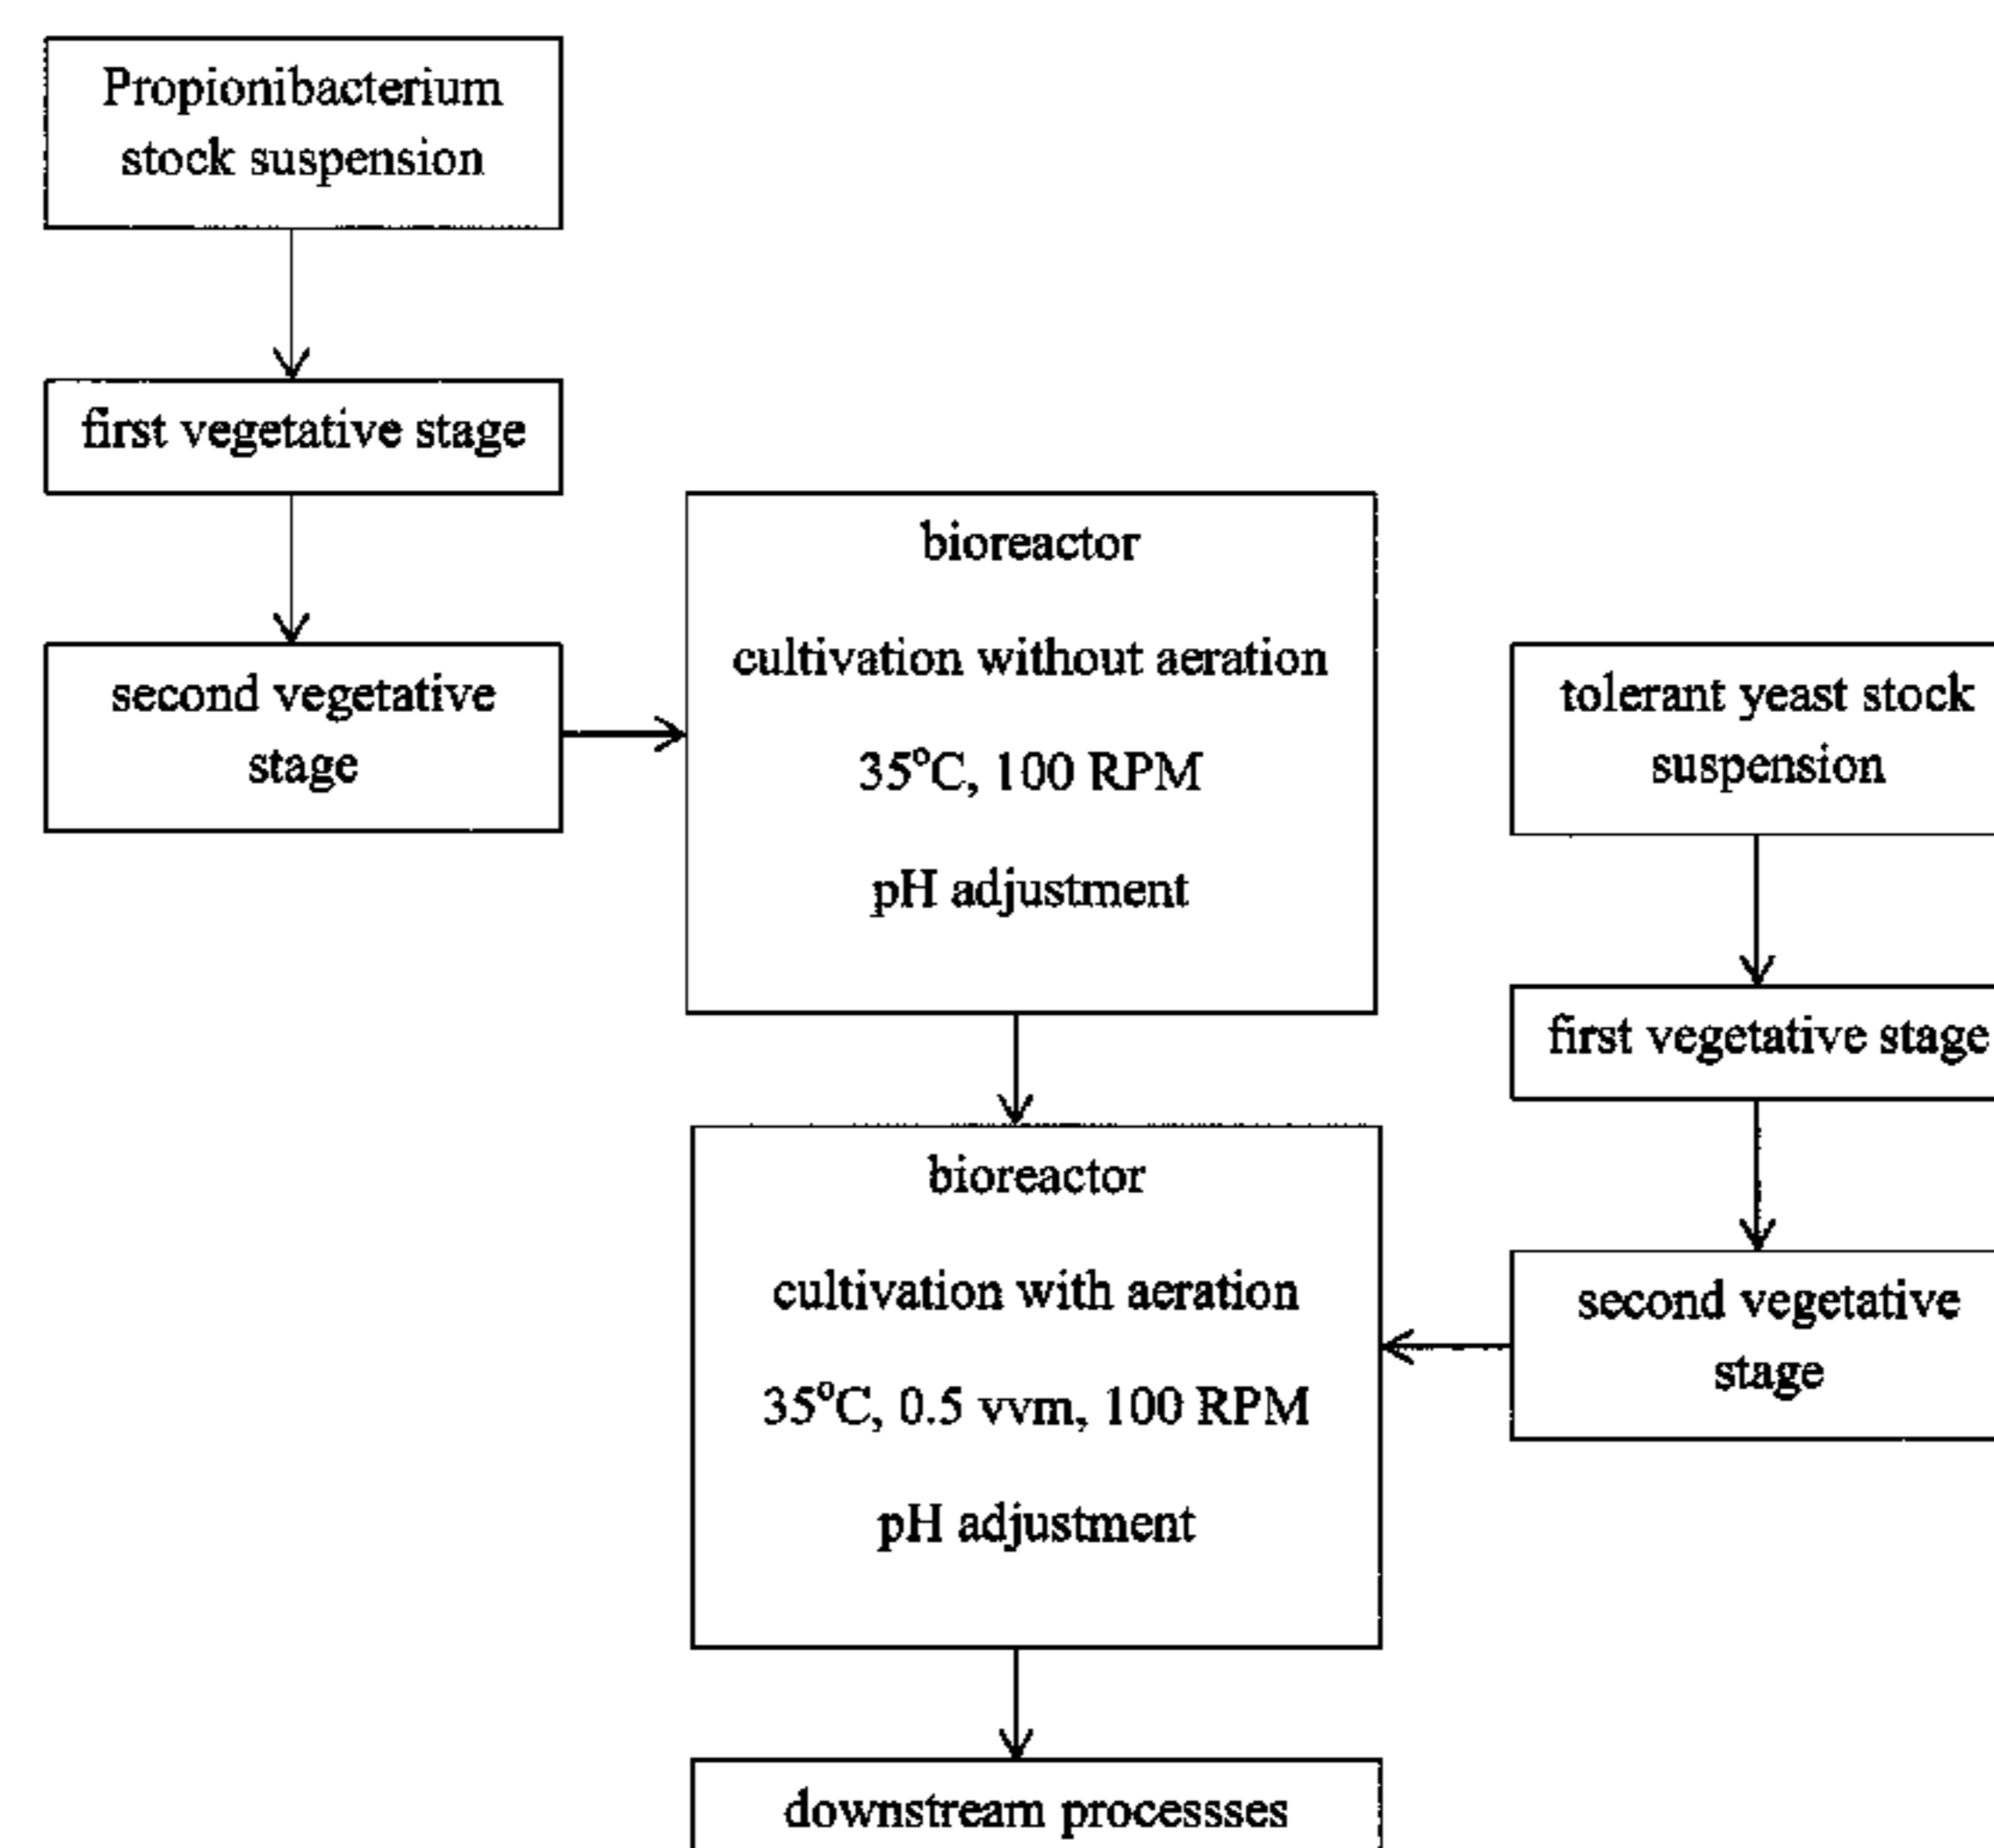 Propionibacterium
stock suspension
first vegetative stage
second vegetative
stage
bioreactor
cultivation without aeration
35°C, 100 RPM
pH adjustment
tolerant yeast stock
suspension
first vegetative stage
second vegetative
stage
bioreactor
cultivation with aeration
35°C, 0.5 vvm, 100 RPM
pH adjustment
downstream processses